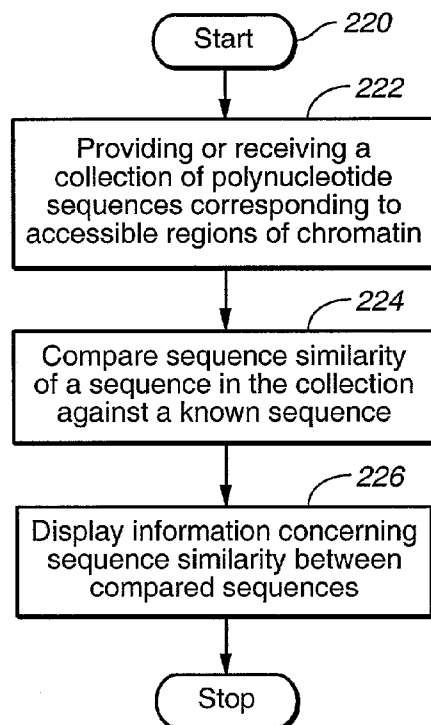 Start
220
222
Providing or receiving a
collection of polynucleotide
sequences corresponding to
accessible regions of chromatin
224
Compare sequence similarity
of a sequence in the collection
against a known sequence
226
Display information concerning
sequence similarity between
compared sequences
Stop